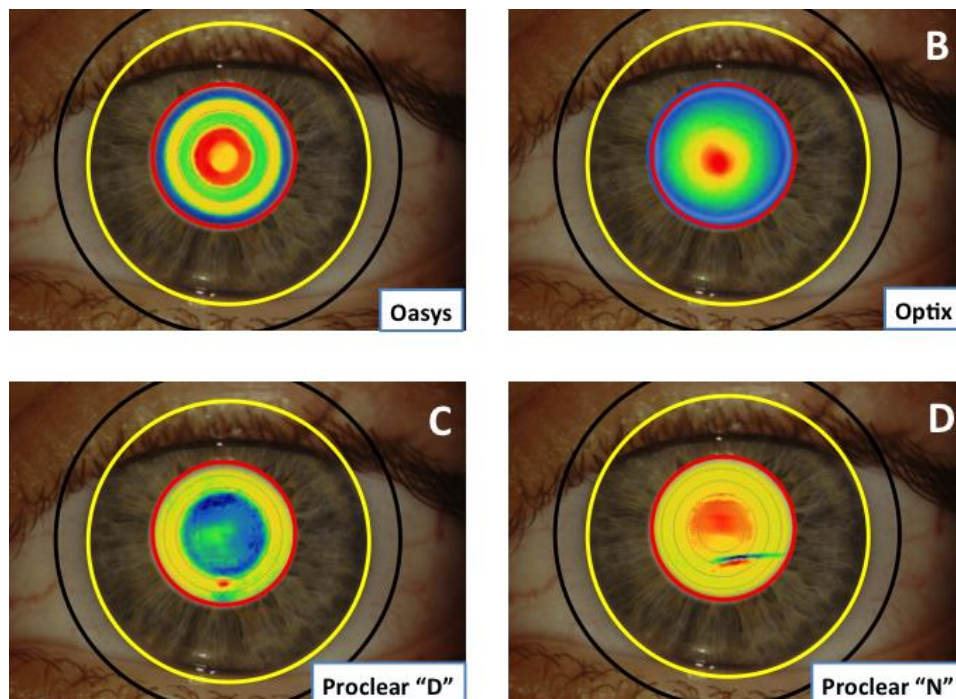 Oasys
B
Optix
C
Proclear “D”
D
Proclear “N”